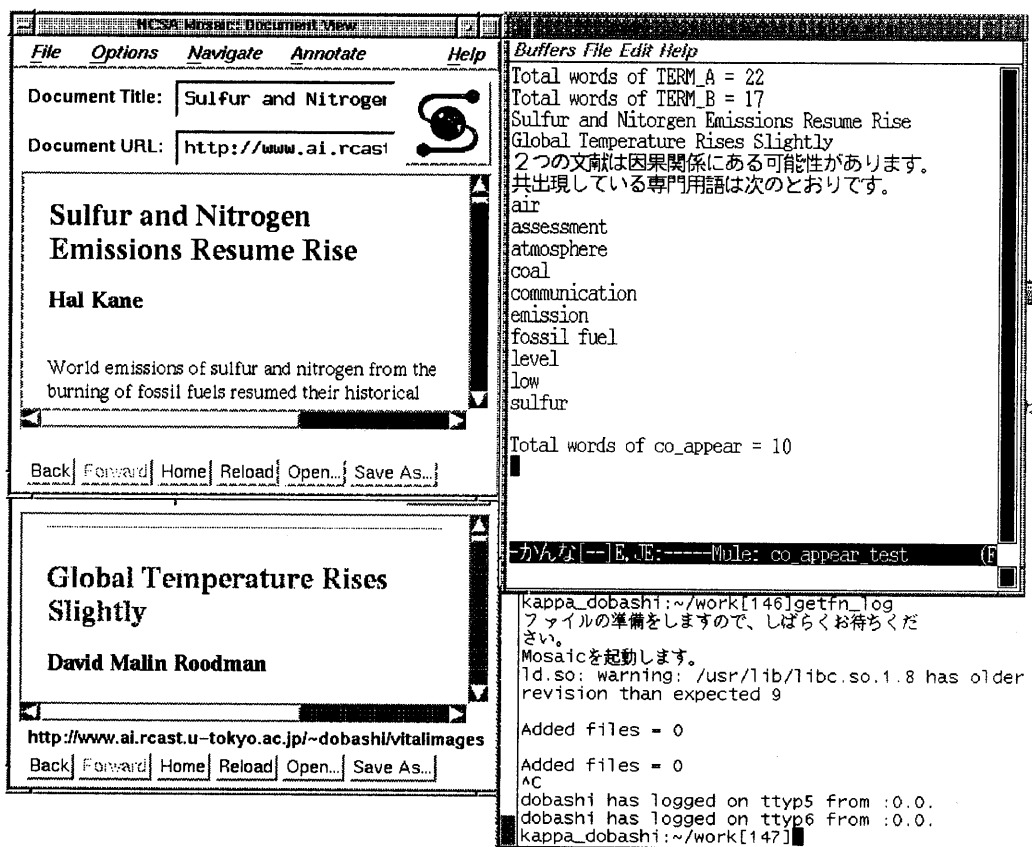 NCSA Mosaic: Document View
File Options Navigate Annotate Help
Document Title: Sulfur and Nitrogen
Document URL: http://www.ai.rcast
Sulfur and Nitrogen
Emissions Resume Rise
Hal Kane
World emissions of sulfur and nitrogen from the
burning of fossil fuels resumed their historical
Back Forward Home Reload Open... Save As...
Global Temperature Rises
Slightly
David Malin Roodman
http://www.ai.rcast.u-tokyo.ac.jp/~dobashi/vitalimages
Back Forward Home Reload Open... Save As...
Buffers File Edit Help
Total words of TERM_A = 22
Total words of TERM_B = 17
Sulfur and Nitorgen Emissions Resume Rise
Global Temperature Rises Slightly
2つの文献は因果関係にある可能性があります。
共出現している専門用語は次のとおりです。
air
assessment
atmosphere
coal
communication
emission
fossil fuel
level
low
sulfur
Total words of co_appear = 10
-かんな[--]E.JE:-----Mule: co_appear_test (F
kappa_dobashi:~/work[146]getfn_log
ファイルの準備をしますので、しばらくお待ちくだ
さい。
Mosaicを起動します。
ld.so: warning: /usr/lib/libc.so.1.8 has older
revision than expected 9
Added files = 0
Added files = 0
^C
dobashi has logged on ttyp5 from :0.0.
dobashi has logged on ttyp6 from :0.0.
kappa_dobashi:~/work[147]